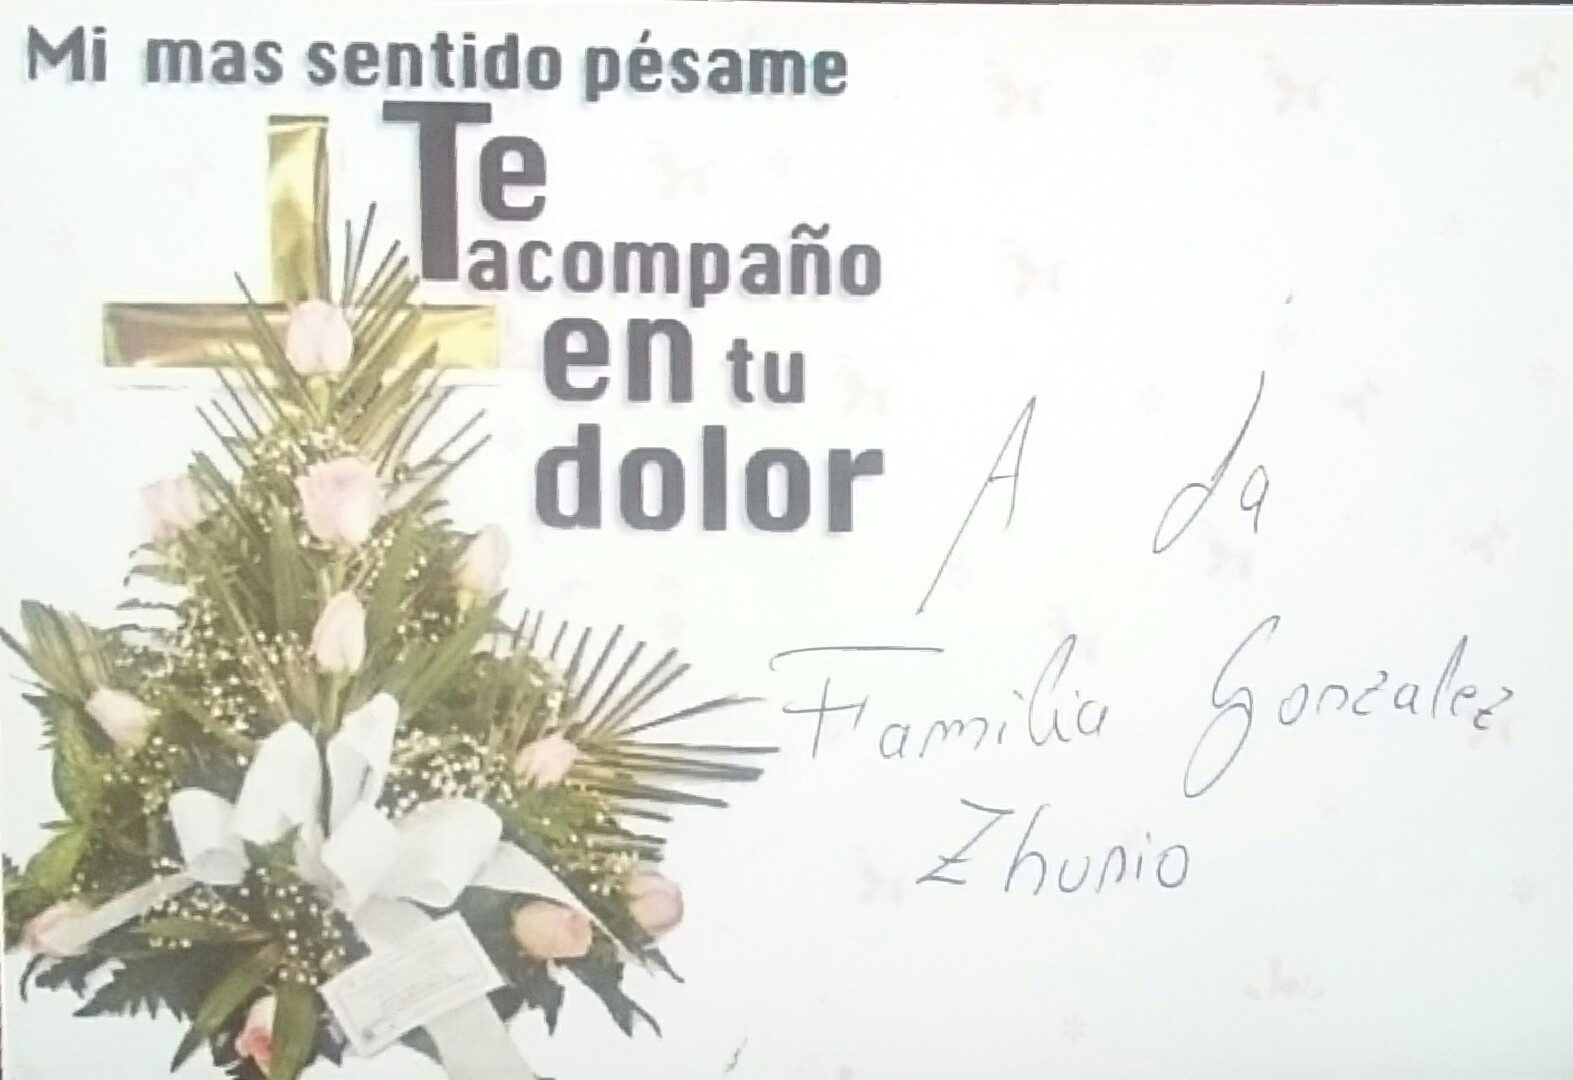 Mi mas sentido pésame
Te
acompaño
en tu
dolor
A la
Familia Gonzalez
Zhunio